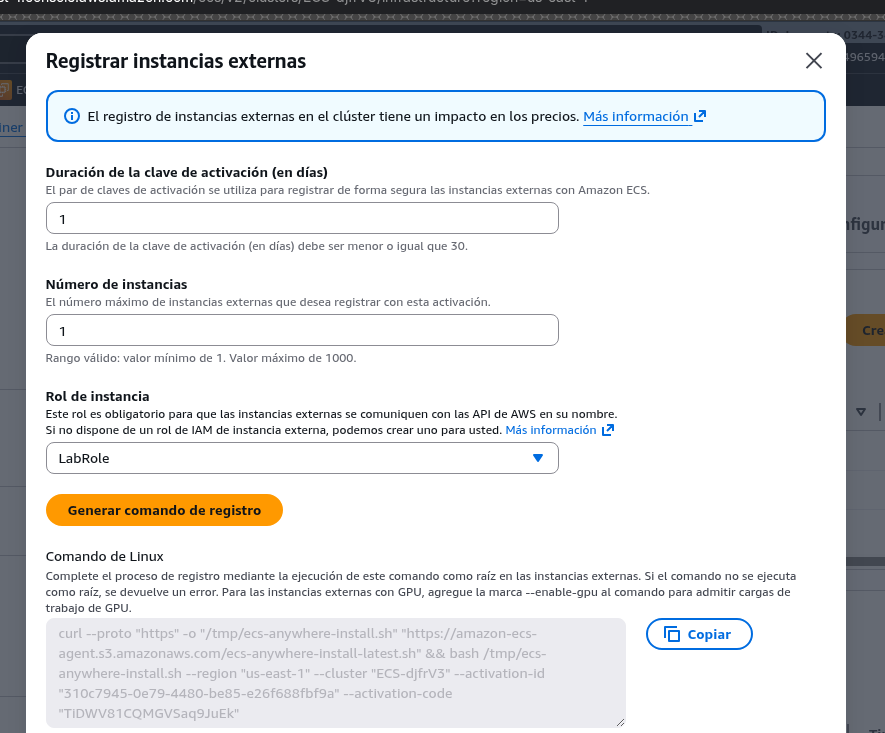 Registrar instancias externas
El registro de instancias externas en el clúster tiene un impacto en los precios. Más información
Duración de la clave de activación (en días)
El par de claves de activación se utiliza para registrar de forma segura las instancias externas con Amazon ECS.
1
La duración de la clave de activación (en días) debe ser menor o igual que 30.
Número de instancias
El número máximo de instancias externas que desea registrar con esta activación.
1
Rango válido: valor mínimo de 1. Valor máximo de 1000.
Rol de instancia
Este rol es obligatorio para que las instancias externas se comuniquen con las API de AWS en su nombre.
Si no dispone de un rol de IAM de instancia externa, podemos crear uno para usted. Más información
LabRole
Generar comando de registro
Comando de Linux
Complete el proceso de registro mediante la ejecución de este comando como raíz en las instancias externas. Si el comando no se ejecuta
como raíz, se devuelve un error. Para las instancias externas con GPU, agregue la marca --enable-gpu al comando para admitir cargas de
trabajo de GPU.
curl --proto "https" -o "/tmp/ecs-anywhere-install.sh" "https://amazon-ecs-
agent.s3.amazonaws.com/ecs-anywhere-install-latest.sh" && bash /tmp/ecs-
anywhere-install.sh --region "us-east-1" --cluster "ECS-djfrV3" --activation-id
"310c7945-0e79-4480-be85-e26f688fbf9a" --activation-code
"TiDWV81CQMGVSaq9JuEk"
Copiar